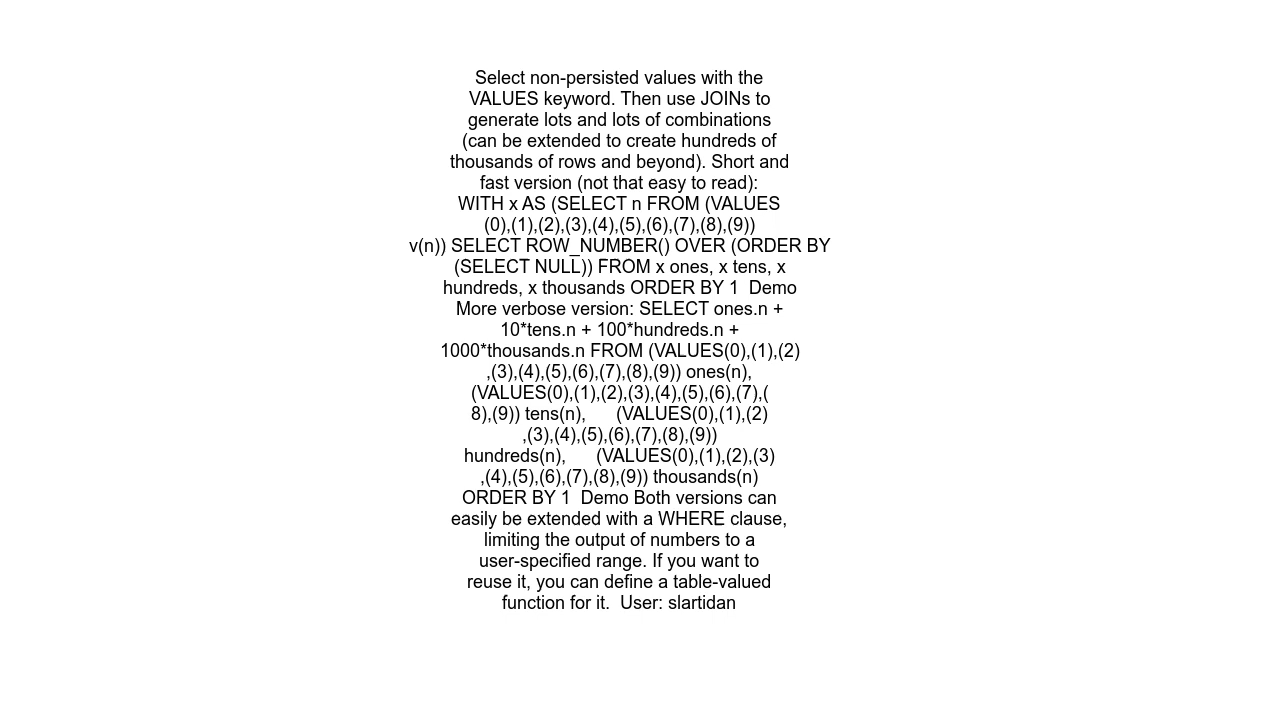 Select non-persisted values with the
VALUES keyword. Then use JOINs to
generate lots and lots of combinations
(can be extended to create hundreds of
thousands of rows and beyond). Short and
fast version (not that easy to read):
WITH x AS (SELECT n FROM (VALUES
(0),(1),(2),(3),(4),(5),(6),(7),(8),(9))
v(n)) SELECT ROW_NUMBER() OVER (ORDER BY
(SELECT NULL)) FROM x ones, x tens, x
hundreds, x thousands ORDER BY 1  Demo
More verbose version: SELECT ones.n +
10*tens.n + 100*hundreds.n +
1000*thousands.n FROM (VALUES(0),(1),(2)
,(3),(4),(5),(6),(7),(8),(9)) ones(n),
(VALUES(0),(1),(2),(3),(4),(5),(6),(7),(
8),(9)) tens(n),      (VALUES(0),(1),(2)
,(3),(4),(5),(6),(7),(8),(9))
hundreds(n),      (VALUES(0),(1),(2),(3)
,(4),(5),(6),(7),(8),(9)) thousands(n)
ORDER BY 1  Demo Both versions can
easily be extended with a WHERE clause,
limiting the output of numbers to a
user-specified range. If you want to
reuse it, you can define a table-valued
function for it.  User: slartidan